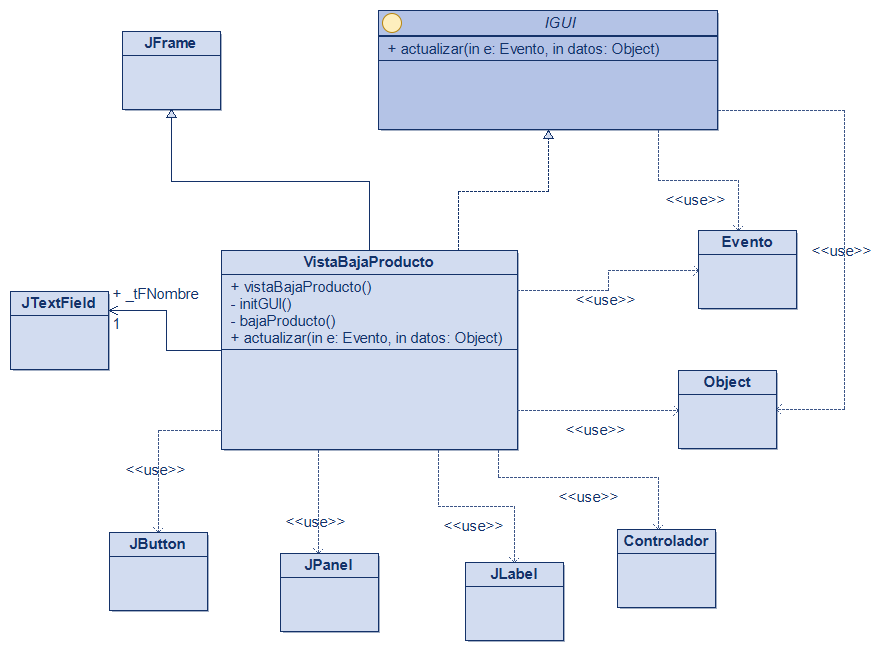 IGUI
+ actualizar(in e: Evento, in datos: Object)
JFrame
<<use>>
Evento
<<use>>
VistaBajaProducto
+ vistaBajaProducto()
- initGUI()
- bajaProducto()
+ actualizar(in e: Evento, in datos: Object)
+ _tFNombre
JTextField
1
<<use>>
Object
<<use>>
<<use>>
<<use>>
<<use>>
<<use>>
JButton
JPanel
JLabel
Controlador